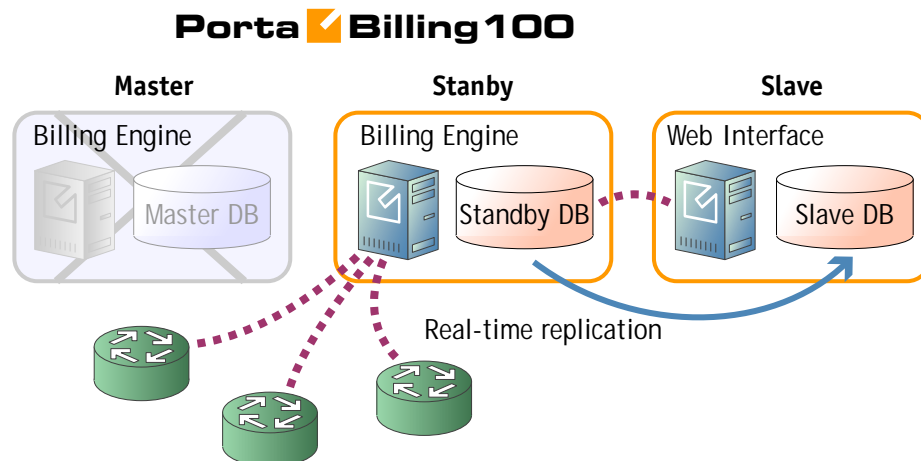 Porta Billing100
Master
Stanby
Slave
Billing Engine
Master DB
Billing Engine
Standby DB
Web Interface
Slave DB
Real-time replication